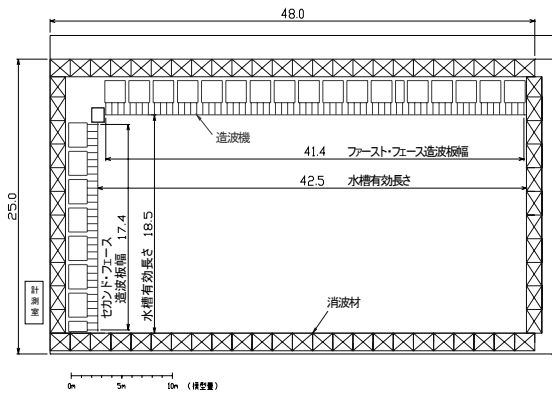 48.0
造波機
41.4 ファースト・フェース造波板幅
42.5 水槽有効長さ
25.0
セカンド・フェース
造波板幅 17.4
水槽有効長さ 18.5
計測室
消波材
0m 5m 10m (模型量)